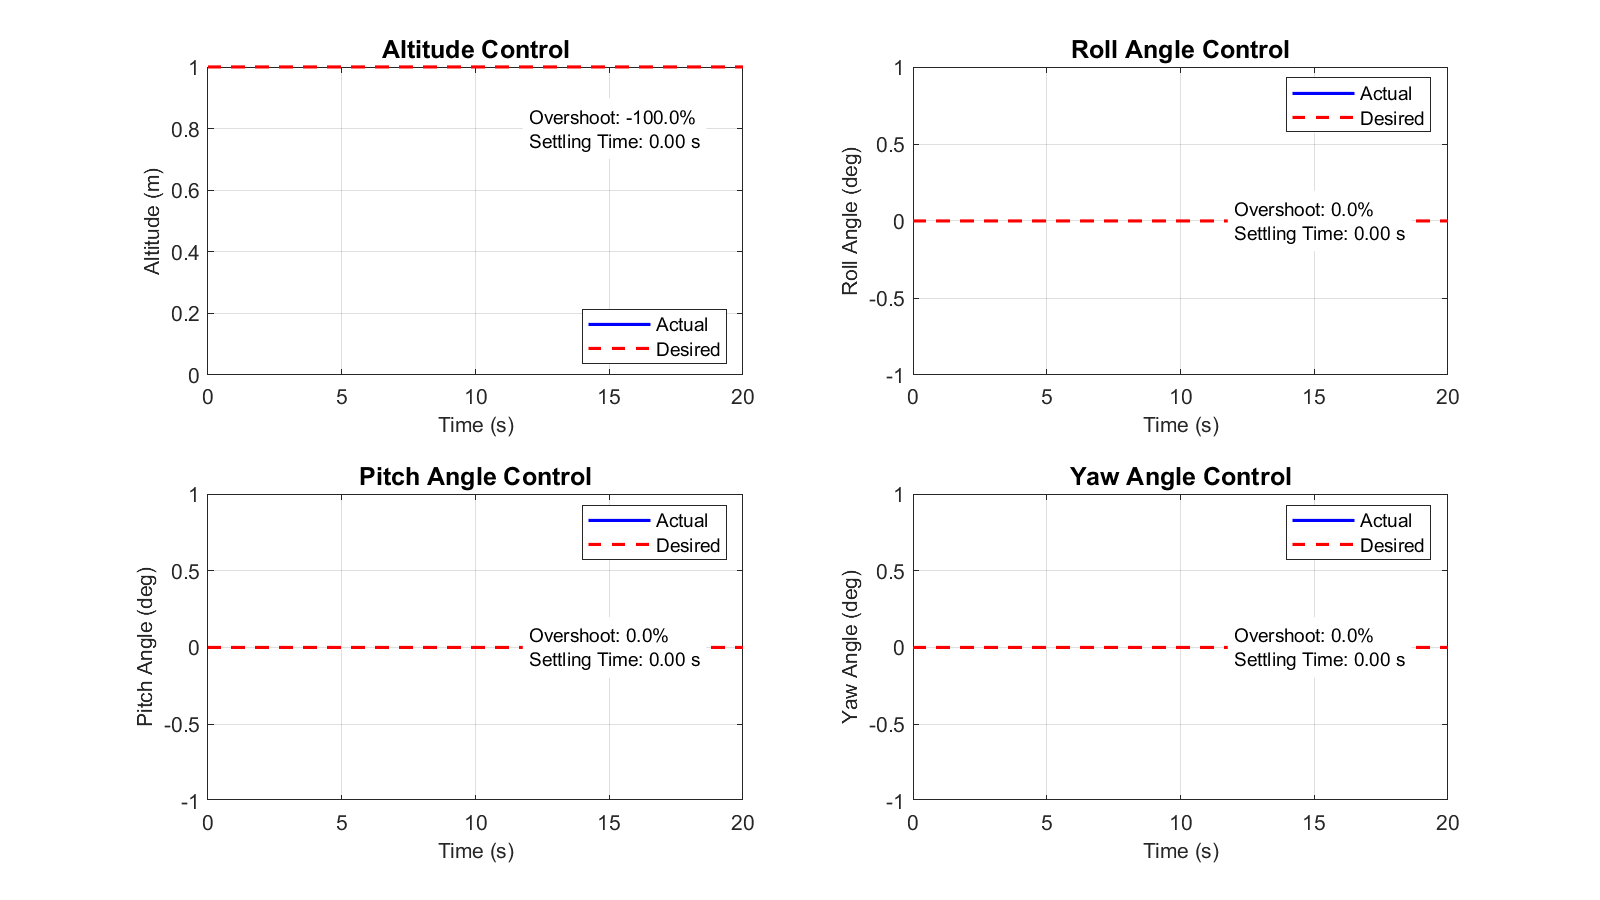 Altitude Control
1
0.8
0.6
0.4
0.2
0
Altitude (m)
Overshoot: -100.0%
Settling Time: 0.00 s
Actual
Desired
0 5 10 15 20
Time (s)
Roll Angle Control
1
0.5
0
-0.5
-1
Roll Angle (deg)
Actual
Desired
Overshoot: 0.0%
Settling Time: 0.00 s
0 5 10 15 20
Time (s)
Pitch Angle Control
1
0.5
0
-0.5
-1
Pitch Angle (deg)
Actual
Desired
Overshoot: 0.0%
Settling Time: 0.00 s
0 5 10 15 20
Time (s)
Yaw Angle Control
1
0.5
0
-0.5
-1
Yaw Angle (deg)
Actual
Desired
Overshoot: 0.0%
Settling Time: 0.00 s
0 5 10 15 20
Time (s)